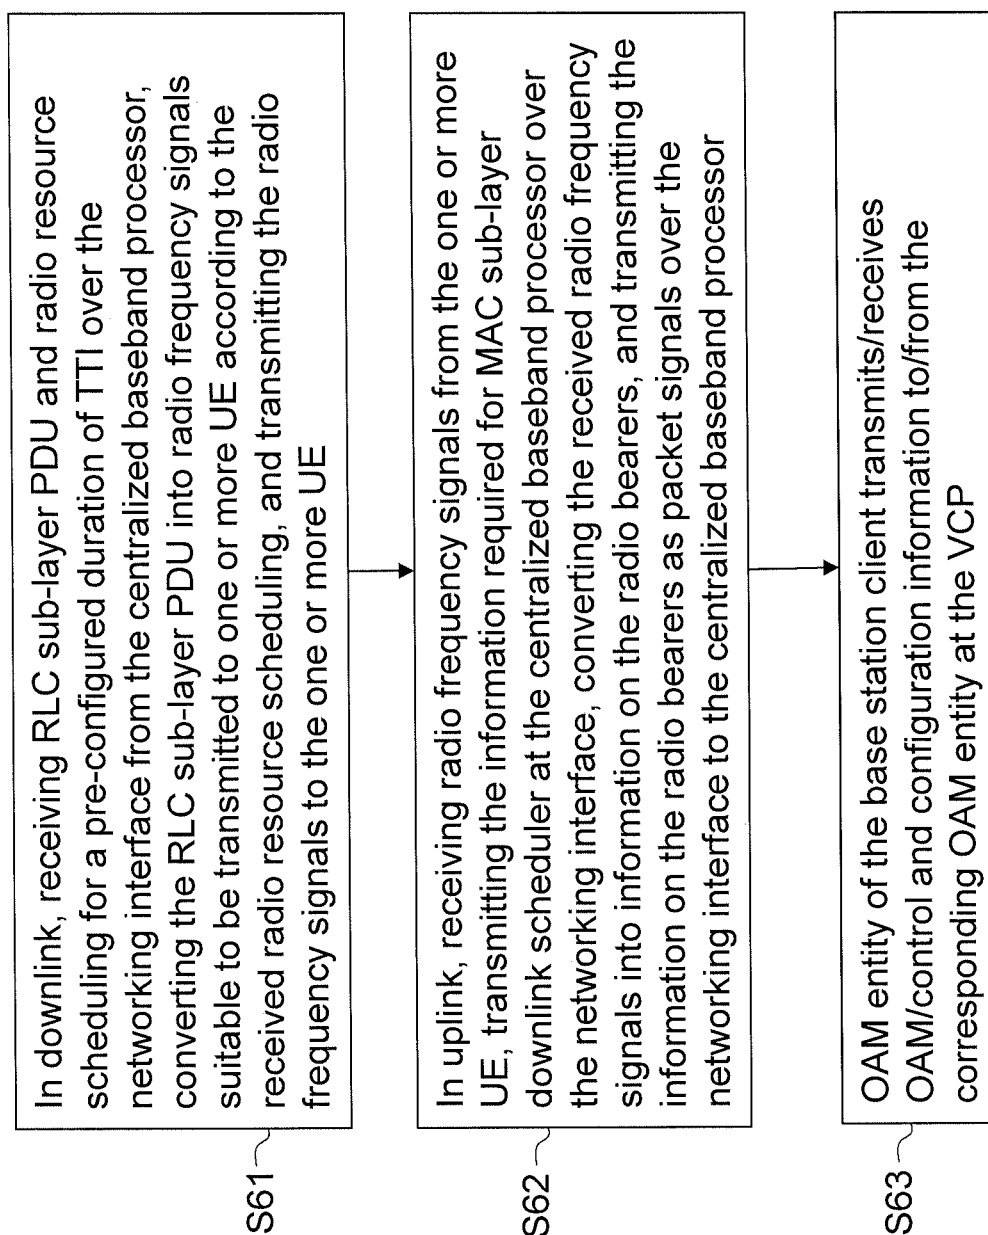 In downlink, receiving RLC sub-layer PDU and radio resource
scheduling for a pre-configured duration of TTI over the
networking interface from the centralized baseband processor,
converting the RLC sub-layer PDU into radio frequency signals
suitable to be transmitted to one or more UE according to the
received radio resource scheduling, and transmitting the radio
frequency signals to the one or more UE
S61
In uplink, receiving radio frequency signals from the one or more
UE, transmitting the information required for MAC sub-layer
downlink scheduler at the centralized baseband processor over
the networking interface, converting the received radio frequency
signals into information on the radio bearers, and transmitting the
information on the radio bearers as packet signals over the
networking interface to the centralized baseband processor
S62
OAM entity of the base station client transmits/receives
OAM/control and configuration information to/from the
corresponding OAM entity at the VCP
S63